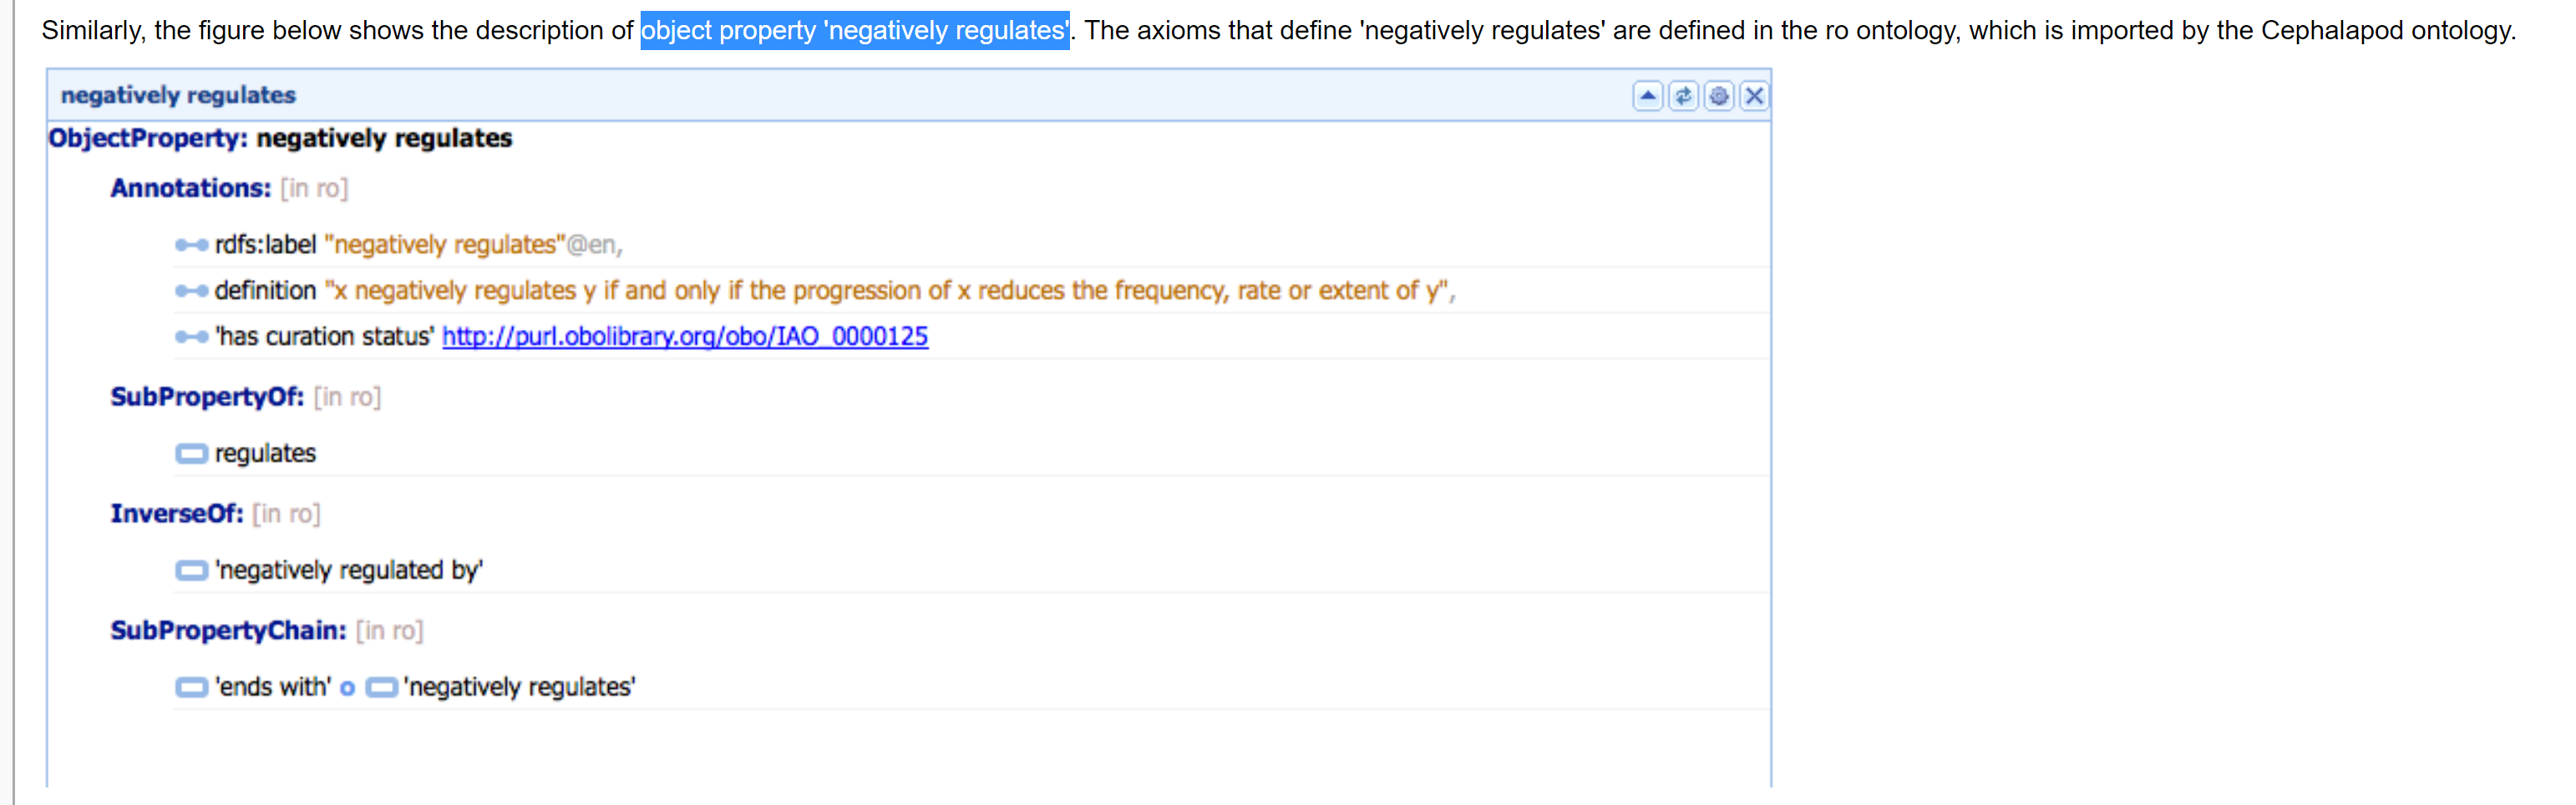 Similarly, the figure below shows the description of object property 'negatively regulates'. The axioms that define 'negatively regulates' are defined in the ro ontology, which is imported by the Cephalapod ontology.
negatively regulates
ObjectProperty: negatively regulates
Annotations: [in ro]
rdfs:label "negatively regulates"@en,
definition "x negatively regulates y if and only if the progression of x reduces the frequency, rate or extent of y",
'has curation status' http://purl.obolibrary.org/obo/IAO_0000125
SubPropertyOf: [in ro]
regulates
InverseOf: [in ro]
'negatively regulated by'
SubPropertyChain: [in ro]
'ends with' o 'negatively regulates'